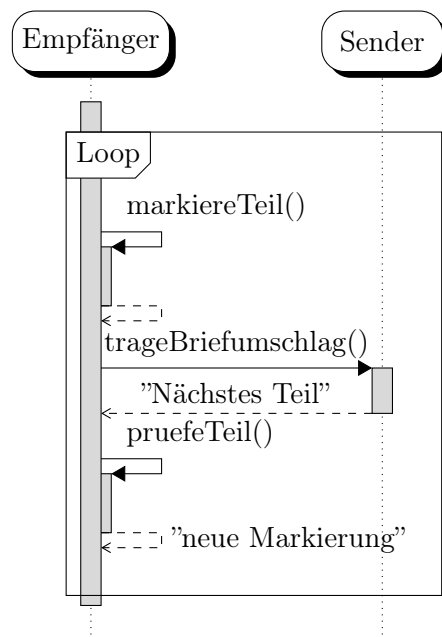 Empfänger
Sender
Loop
markiereTeil()
trageBriefumschlag()
”Nächstes Teil”
pruefeTeil()
”neue Markierung”